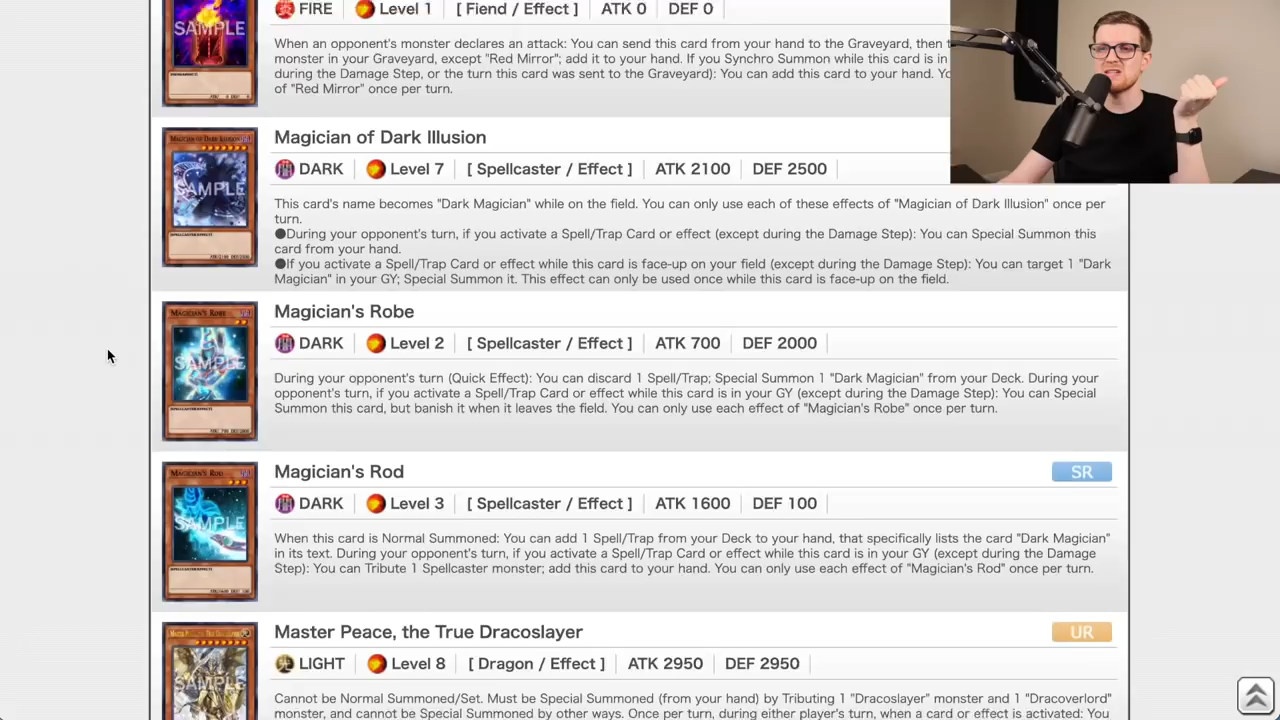 FIRE Level 1 [ Fiend / Effect ] ATK 0 DEF 0
When an opponent's monster declares an attack: You can send this card from your hand to the Graveyard, then t
monster in your Graveyard, except "Red Mirror"; add it to your hand. If you Synchro Summon while this card is in
during the Damage Step, or the turn this card was sent to the Graveyard): You can add this card to your hand. Yo
of "Red Mirror" once per turn.
SAMPLE
Magician of Dark Illusion
DARK Level 7 [ Spellcaster / Effect ] ATK 2100 DEF 2500
This card's name becomes "Dark Magician" while on the field. You can only use each of these effects of "Magician of Dark Illusion" once per
turn.
●During your opponent's turn, if you activate a Spell/Trap Card or effect (except during the Damage Step): You can Special Summon this
card from your hand.
●If you activate a Spell/Trap Card or effect while this card is face-up on your field (except during the Damage Step): You can target 1 "Dark
Magician" in your GY; Special Summon it. This effect can only be used once while this card is face-up on the field.
MAGICIAN OF DARK ILLUSION
SAMPLE
Magician's Robe
DARK Level 2 [ Spellcaster / Effect ] ATK 700 DEF 2000
During your opponent's turn (Quick Effect): You can discard 1 Spell/Trap; Special Summon 1 "Dark Magician" from your Deck. During your
opponent's turn, if you activate a Spell/Trap Card or effect while this card is in your GY (except during the Damage Step): You can Special
Summon this card, but banish it when it leaves the field. You can only use each effect of "Magician's Robe" once per turn.
MAGICIAN'S ROBE
SAMPLE
Magician's Rod SR
DARK Level 3 [ Spellcaster / Effect ] ATK 1600 DEF 100
When this card is Normal Summoned: You can add 1 Spell/Trap from your Deck to your hand, that specifically lists the card "Dark Magician"
in its text. During your opponent's turn, if you activate a Spell/Trap Card or effect while this card is in your GY (except during the Damage
Step): You can Tribute 1 Spellcaster monster; add this card to your hand. You can only use each effect of "Magician's Rod" once per turn.
MAGICIAN'S ROD
SAMPLE
Master Peace, the UR
LIGHT Level 8 [ Dragon / Effect ] ATK 2950 DEF 2950
Cannot be Normal Summoned/Set. Must be Special Summoned (from your hand) by Tributing 1 "Dracoslayer" monster and 1 "Dracoverlord"
monster, and cannot be Special Summoned by other ways. Once per turn, during either player's turn, when a card or effect is activated: You
SAMPLE